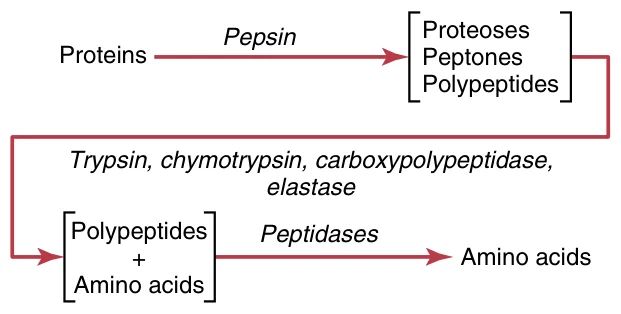 Pepsin
Proteins
Proteoses
Peptones
Polypeptides
Trypsin, chymotrypsin, carboxypolypeptidase,
elastase
Polypeptides
+
Amino acids
Peptidases
Amino acids